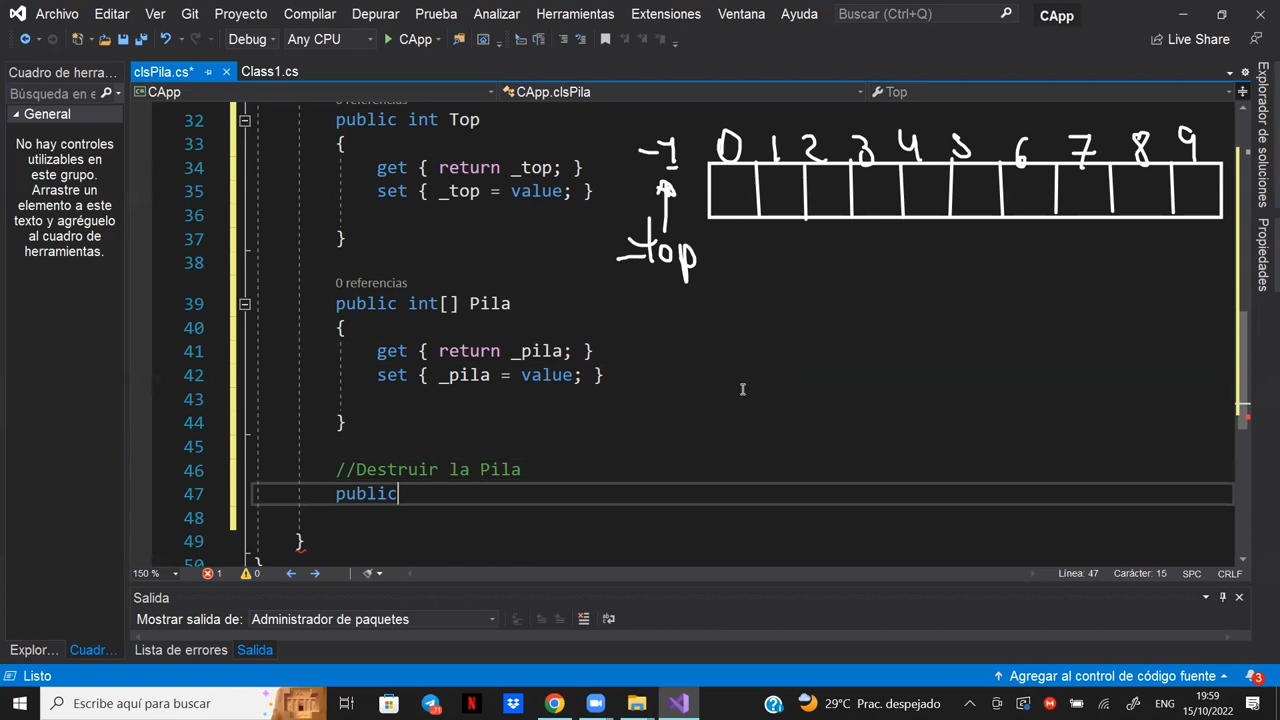 Archivo Editar Ver Git Proyecto Compilar Depurar Prueba Analizar Herramientas Extensiones Ventana Ayuda Buscar (Ctrl+Q) CApp
Debug Any CPU CApp Live Share
Cuadro de herra...
clsPila.cs* Class1.cs
Búsqueda en e
CApp CApp.clsPila Top
General
No hay controles
utilizables en
este grupo.
Arrastre un
elemento a este
texto y agréguelo
al cuadro de
herramientas.
0 referencias
32 public int Top
33 {
34 get { return _top; }
35 set { _top = value; }
36
37 }
38
0 referencias
39 public int[] Pila
40 {
41 get { return _pila; }
42 set { _pila = value; }
43
44 }
45
46 //Destruir la Pila
47 public
48
49 }
50 }
-1 0 1 2 3 4 5 6 7 8 9
_top
Explorador de soluciones
Propiedades
150 % 1 0 Línea: 47 Carácter: 15 SPC CRLF
Salida
Mostrar salida de: Administrador de paquetes
Explor... Cuadr... Lista de errores Salida
Listo Agregar al control de código fuente 3
Escribe aquí para buscar 71 29°C Prac. despejado ENG 19:59
15/10/2022